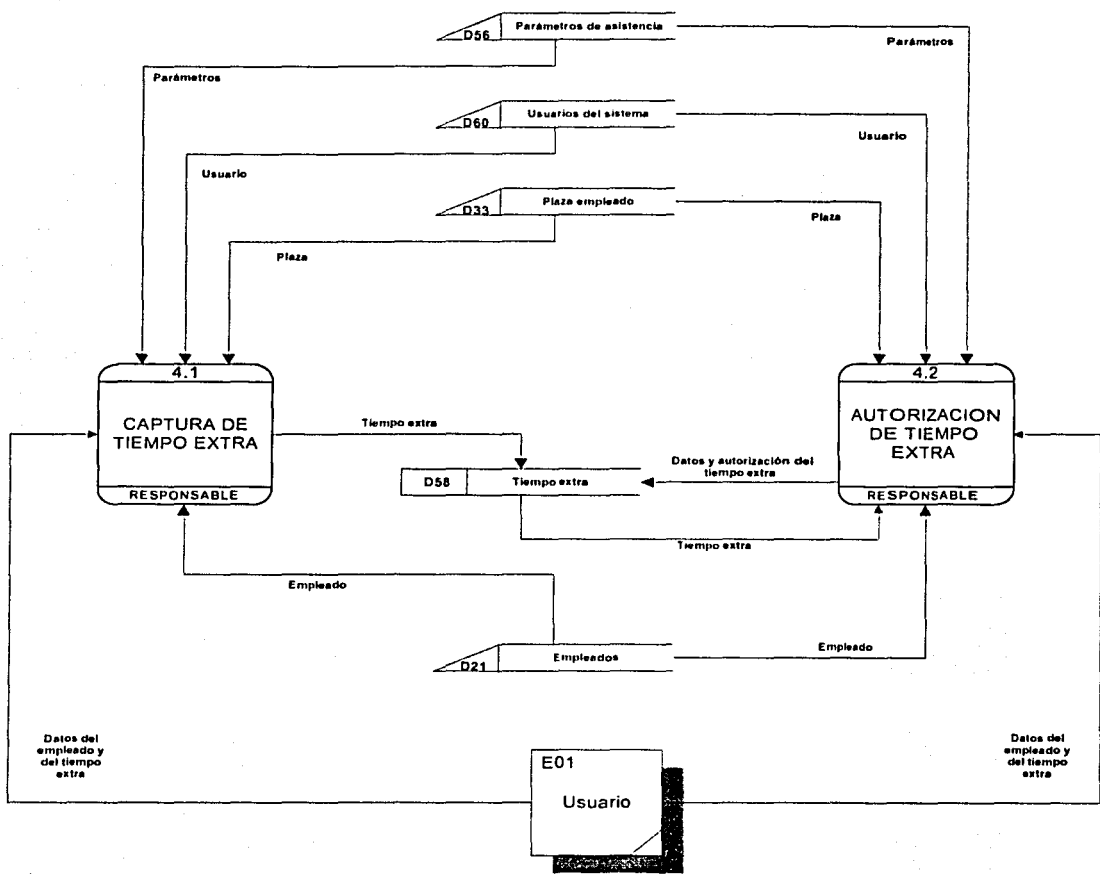 D56
Parámetros de asistencia
Parámetros
Parámetros
D60
Usuarios del sistema
Usuario
Usuario
D33
Plaza empleado
Plaza
Plaza
4.1
CAPTURA DE
TIEMPO EXTRA
RESPONSABLE
4.2
AUTORIZACION
DE TIEMPO
EXTRA
RESPONSABLE
Tiempo extra
Datos y autorización del
tiempo extra
D58
Tiempo extra
Tiempo extra
Empleado
D21
Empleados
Empleado
Datos del
empleado y
del tiempo
extra
E01
Usuario
Datos del
empleado y
del tiempo
extra